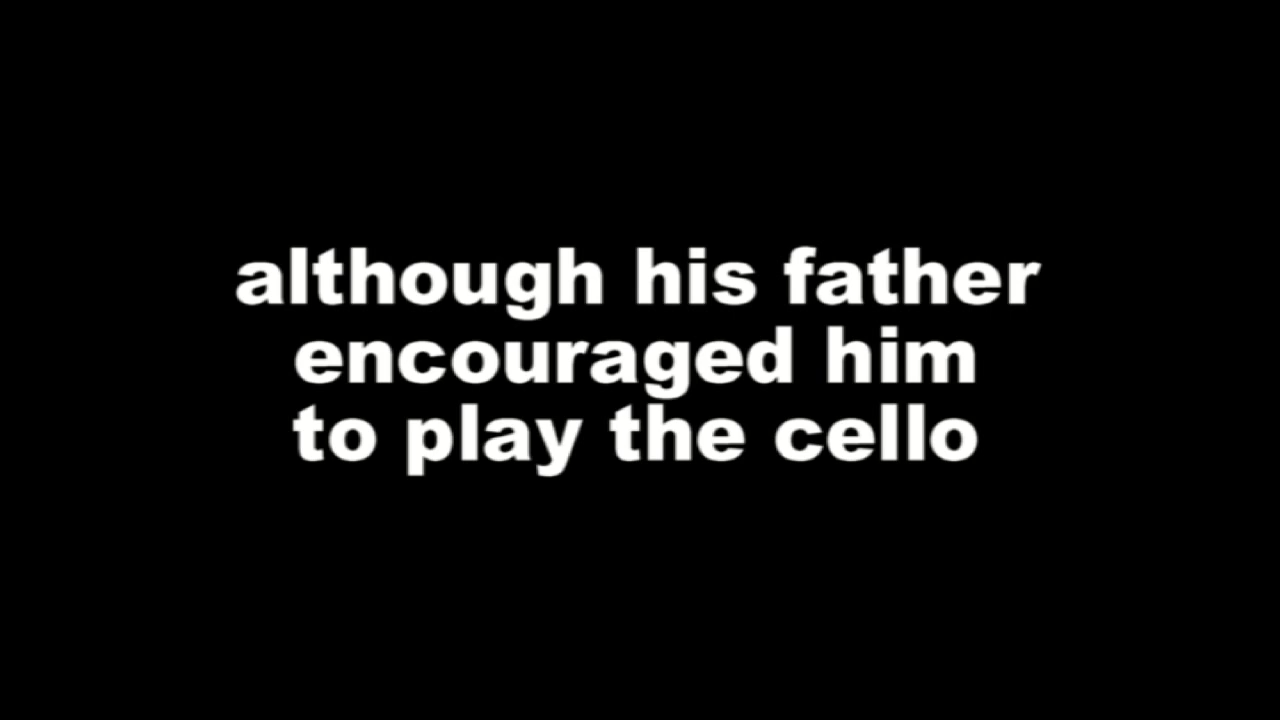 although his father
encouraged him
to play the cello